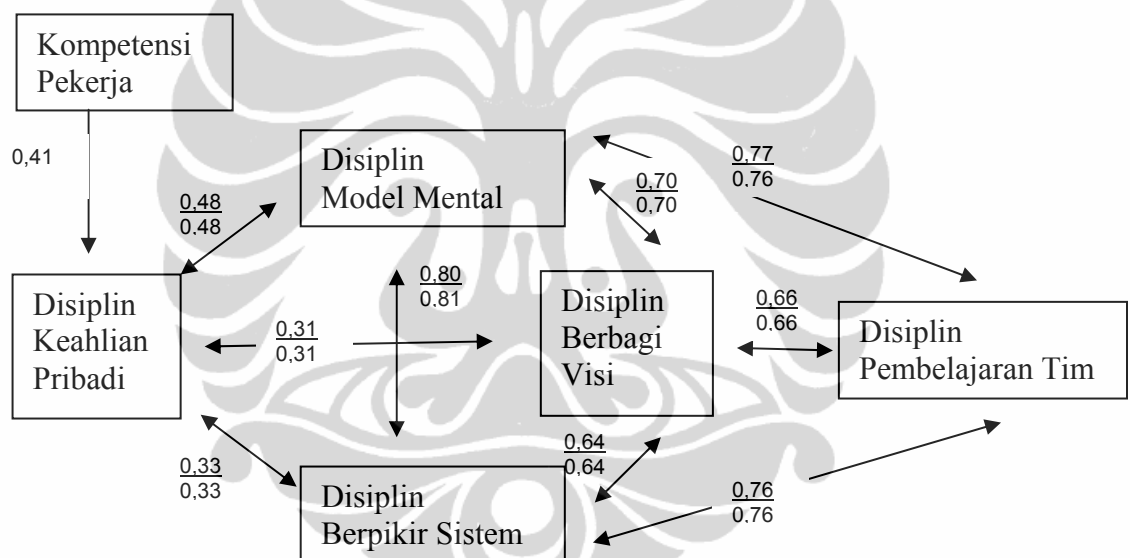 Kompetensi
Pekerja
0,41
Disiplin
Model Mental
0,77
0.76
0,70
0,70
0,48
0.48
0,80
0.81
Disiplin
Keahlian
Pribadi
0,31
0,31
Disiplin
Berbagi
Visi
0,66
0.66
Disiplin
Pembelajaran Tim
0,33
0,33
0,64
0,64
Disiplin
Berpikir Sistem
0,76
0.76